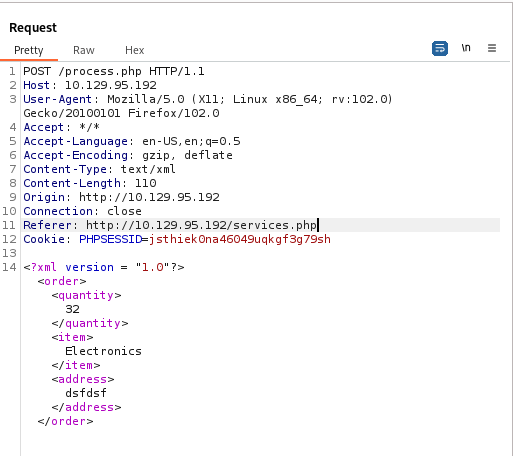 Request
Pretty Raw Hex \n
1 POST /process.php HTTP/1.1
2 Host: 10.129.95.192
3 User-Agent: Mozilla/5.0 (X11; Linux x86_64; rv:102.0)
Gecko/20100101 Firefox/102.0
4 Accept: */*
5 Accept-Language: en-US,en;q=0.5
6 Accept-Encoding: gzip, deflate
7 Content-Type: text/xml
8 Content-Length: 110
9 Origin: http://10.129.95.192
10 Connection: close
11 Referer: http://10.129.95.192/services.php
12 Cookie: PHPSESSID=jsthiek0na46049uqkgf3g79sh
13
14 <?xml version = "1.0"?>
<order>
<quantity>
32
</quantity>
<item>
Electronics
</item>
<address>
dsfdsf
</address>
</order>